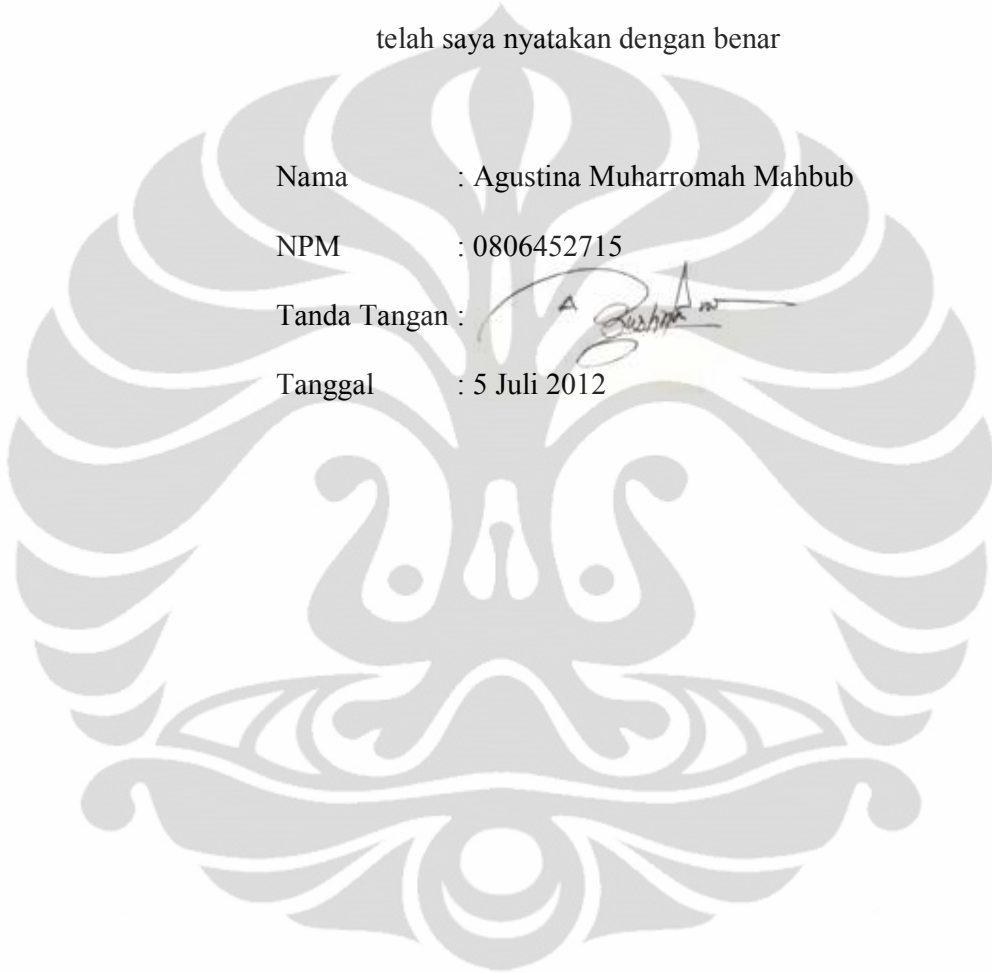 telah saya nyatakan dengan benar
Nama : Agustina Muharromah Mahbub
NPM : 0806452715
Tanda Tangan :
Tanggal : 5 Juli 2012